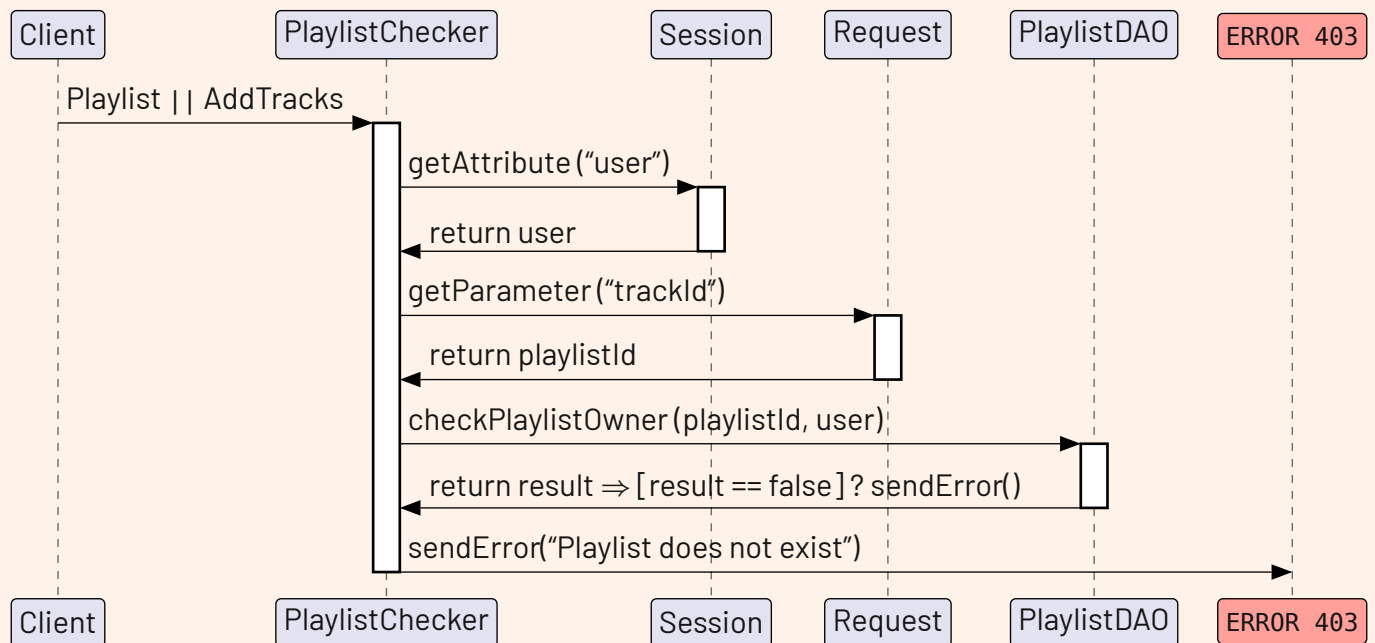 Client PlaylistChecker Session Request PlaylistDAO ERROR 403
Playlist || AddTracks
getAttribute(“user”)
return user
getParameter(“trackId”)
return playlistId
checkPlaylistOwner(playlistId, user)
return result ⇒ [result == false] ? sendError()
sendError(“Playlist does not exist”)
Client PlaylistChecker Session Request PlaylistDAO ERROR 403